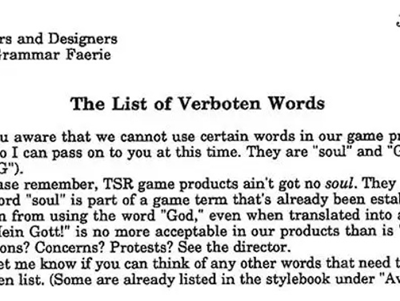 rs and Designers
Grammar Faerie
The List of Verboten Words
u aware that we cannot use certain words in our game pr
o I can pass on to you at this time. They are "soul" and "G
G").
ase remember, TSR game products ain't got no soul. They
ord "soul" is part of a game term that's already been estab
n from using the word "God," even when translated into a
Mein Gott!" is no more acceptable in our products than is "
ons? Concerns? Protests? See the director.
et me know if you can think of any other words that need t
en list. (Some are already listed in the stylebook under "Av